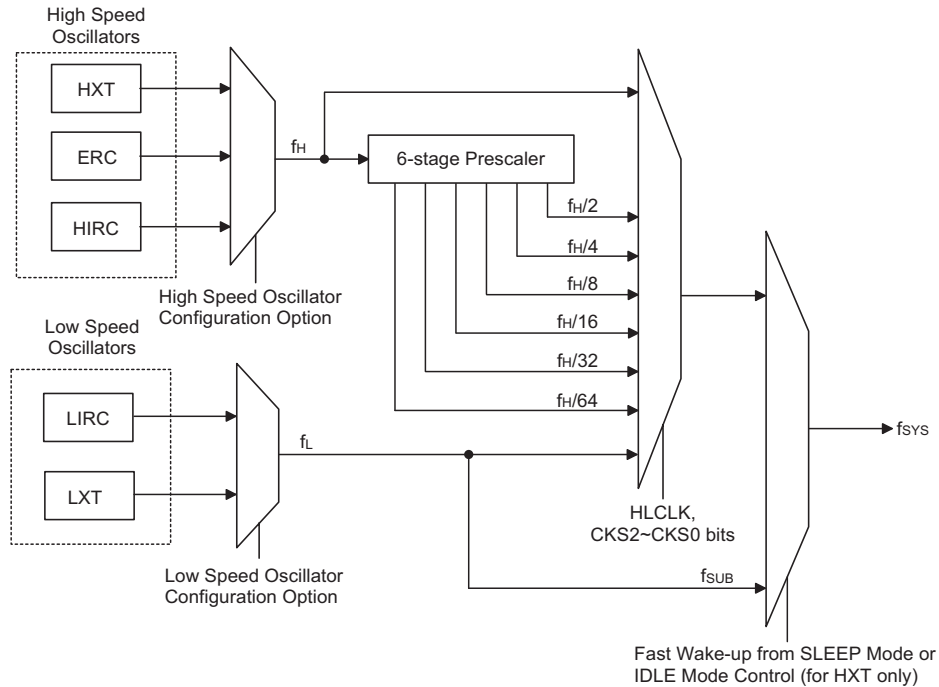 High Speed
Oscillators
HXT
ERC
HIRC
fH
6-stage Prescaler
fH/2
fH/4
fH/8
fH/16
fH/32
fH/64
High Speed Oscillator
Configuration Option
Low Speed
Oscillators
LIRC
LXT
fL
Low Speed Oscillator
Configuration Option
HLCLK,
CKS2~CKS0 bits
fSUB
fSYS
Fast Wake-up from SLEEP Mode or
IDLE Mode Control (for HXT only)